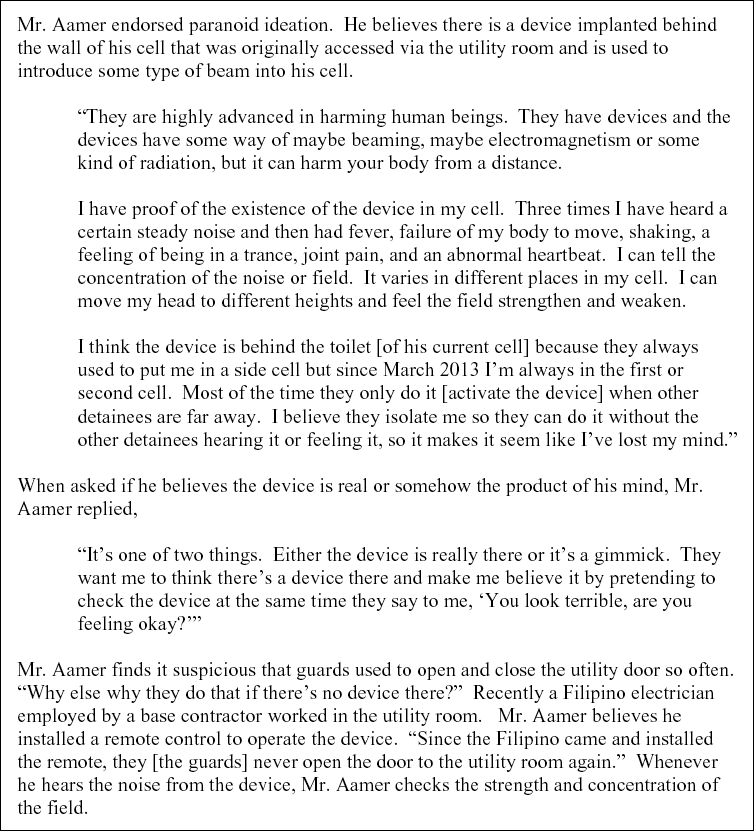 Mr. Aamer endorsed paranoid ideation.  He believes there is a device implanted behind
the wall of his cell that was originally accessed via the utility room and is used to
introduce some type of beam into his cell.
“They are highly advanced in harming human beings.  They have devices and the
devices have some way of maybe beaming, maybe electromagnetism or some
kind of radiation, but it can harm your body from a distance.
I have proof of the existence of the device in my cell.  Three times I have heard a
certain steady noise and then had fever, failure of my body to move, shaking, a
feeling of being in a trance, joint pain, and an abnormal heartbeat.  I can tell the
concentration of the noise or field.  It varies in different places in my cell.  I can
move my head to different heights and feel the field strengthen and weaken.
I think the device is behind the toilet [of his current cell] because they always
used to put me in a side cell but since March 2013 I’m always in the first or
second cell.  Most of the time they only do it [activate the device] when other
detainees are far away.  I believe they isolate me so they can do it without the
other detainees hearing it or feeling it, so it makes it seem like I’ve lost my mind.”
When asked if he believes the device is real or somehow the product of his mind, Mr.
Aamer replied,
“It’s one of two things.  Either the device is really there or it’s a gimmick.  They
want me to think there’s a device there and make me believe it by pretending to
check the device at the same time they say to me, ‘You look terrible, are you
feeling okay?’”
Mr. Aamer finds it suspicious that guards used to open and close the utility door so often.
“Why else why they do that if there’s no device there?”  Recently a Filipino electrician
employed by a base contractor worked in the utility room.   Mr. Aamer believes he
installed a remote control to operate the device.  “Since the Filipino came and installed
the remote, they [the guards] never open the door to the utility room again.”  Whenever
he hears the noise from the device, Mr. Aamer checks the strength and concentration of
the field.